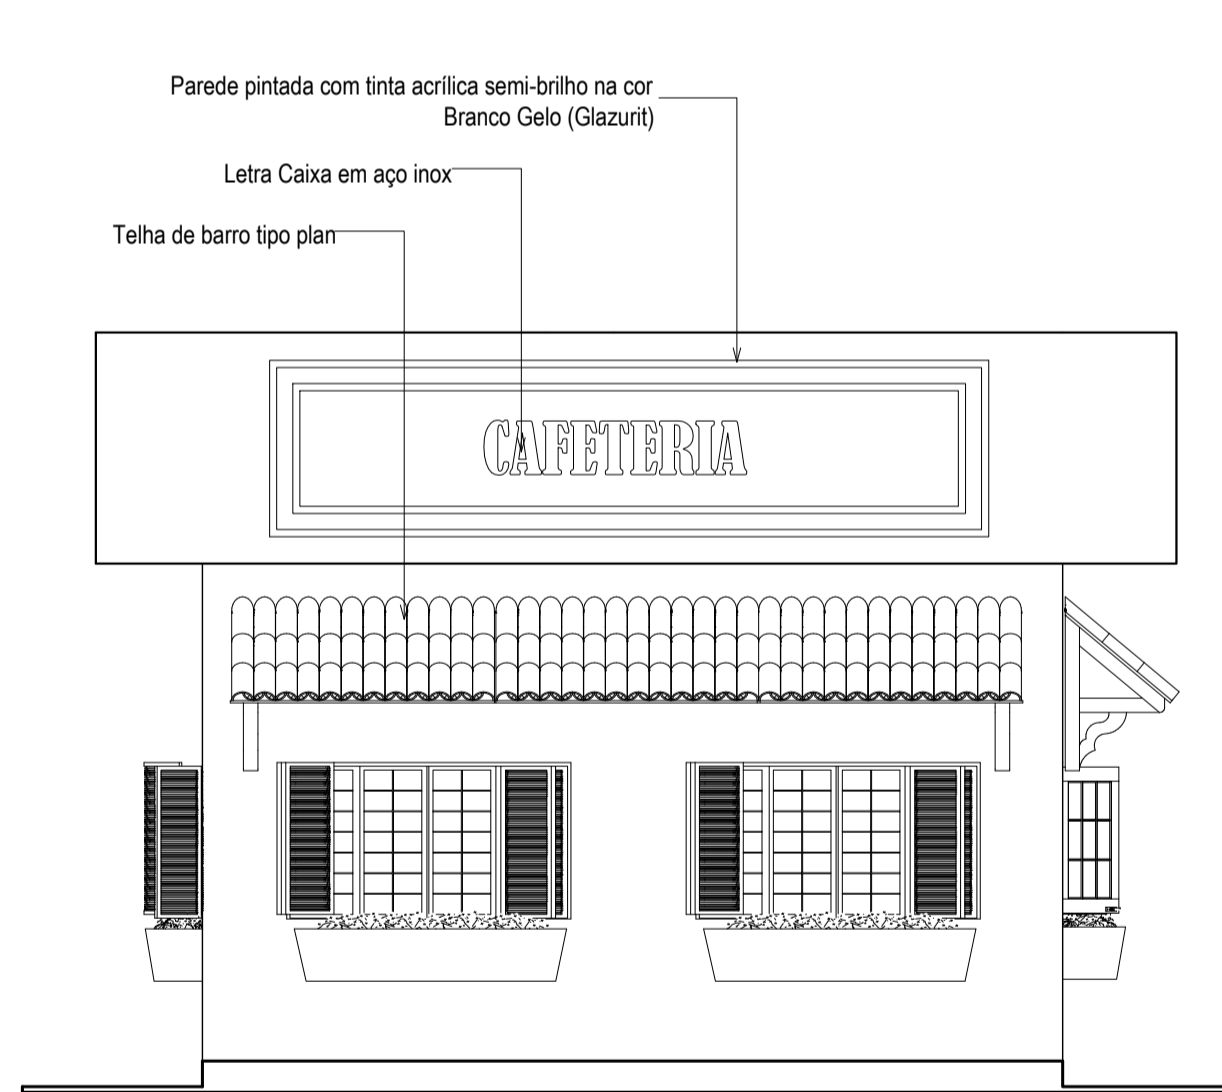 Parede pintada com tinta acrílica semi-brilho na cor
Branco Gelo (Glazurit)
Letra Caixa em aço inox
Telha de barro tipo plan
CAFETERIA